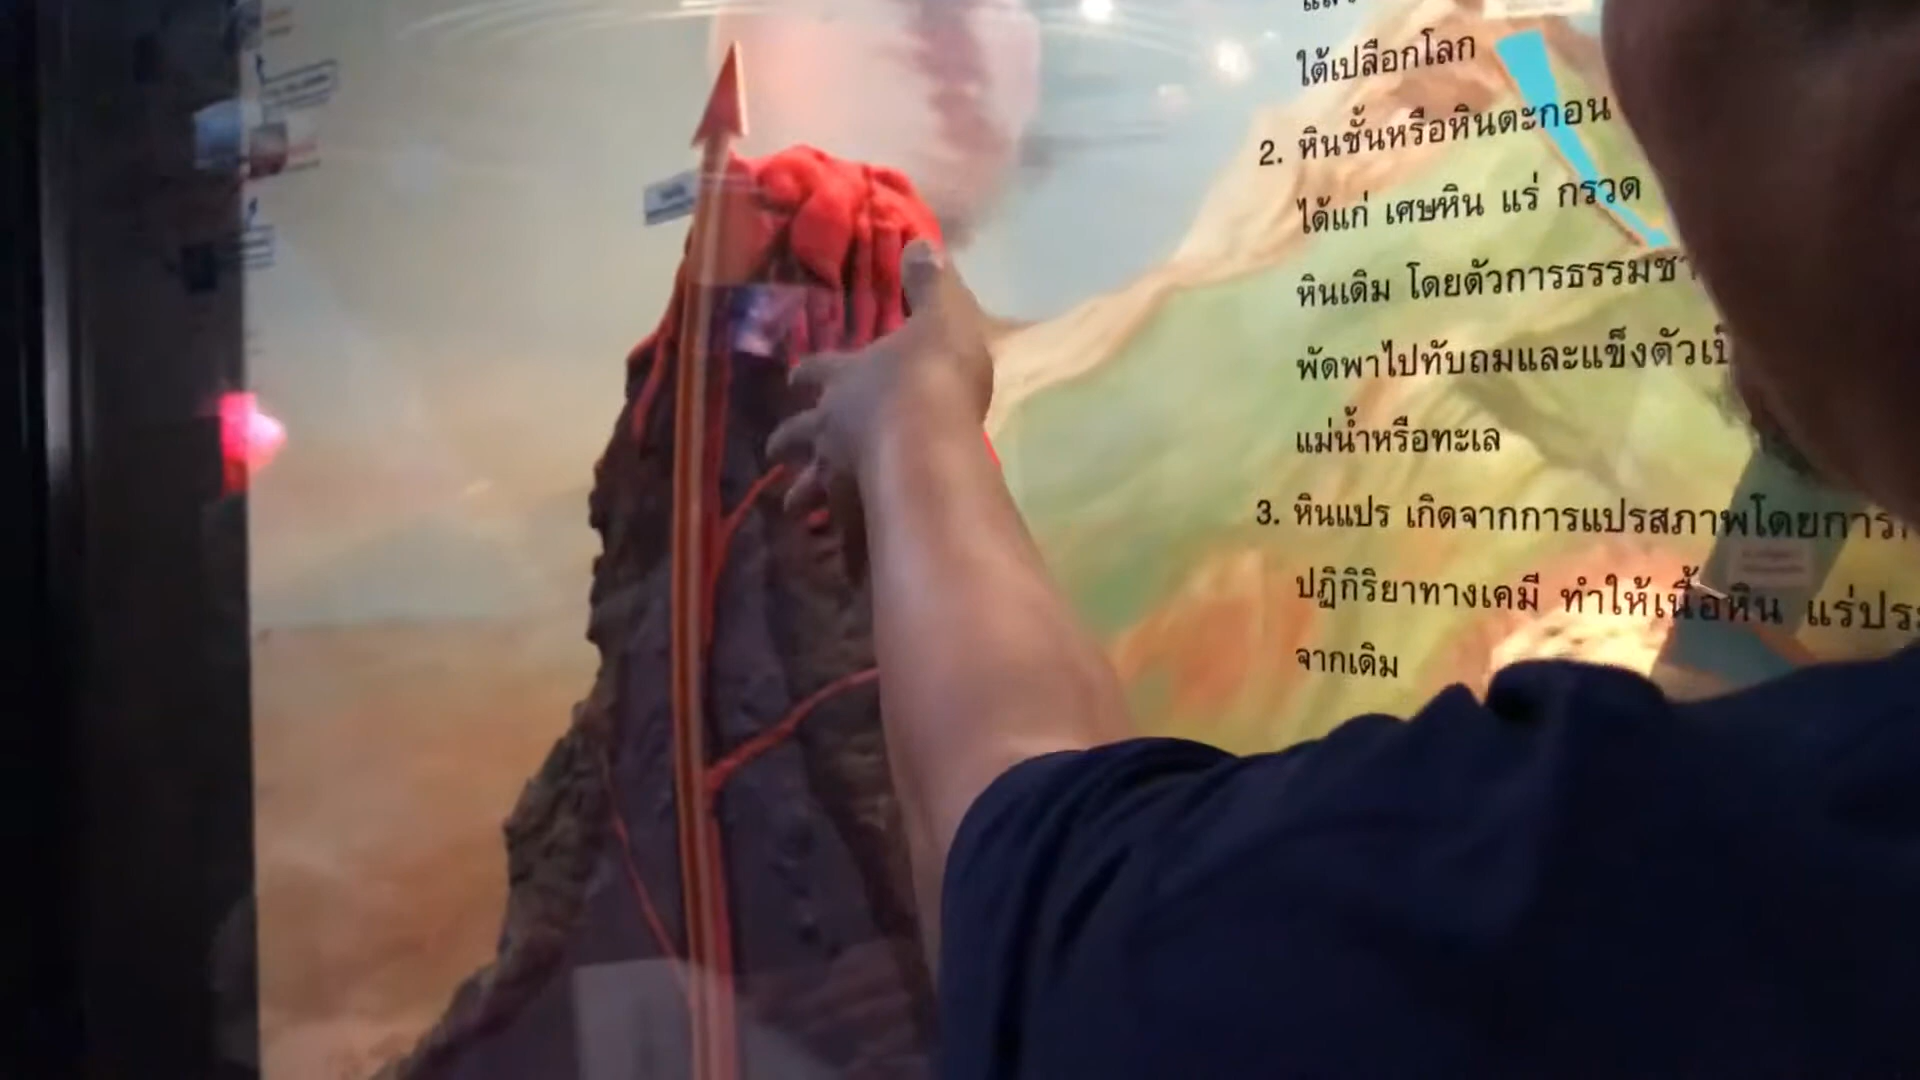 ใต้เปลือกโลก
2. หินชั้นหรือหินตะกอน
ได้แก่ เศษหิน แร่ กรวด
หินเดิม โดยตัวการธรรมชา
พัดพาไปทับถมและแข็งตัวเป็
แม่น้ำหรือทะเล
3. หินแปร เกิดจากการแปรสภาพโดยการ
ปฏิกิริยาทางเคมี ทำให้เนื้อหิน แร่ประ
จากเดิม